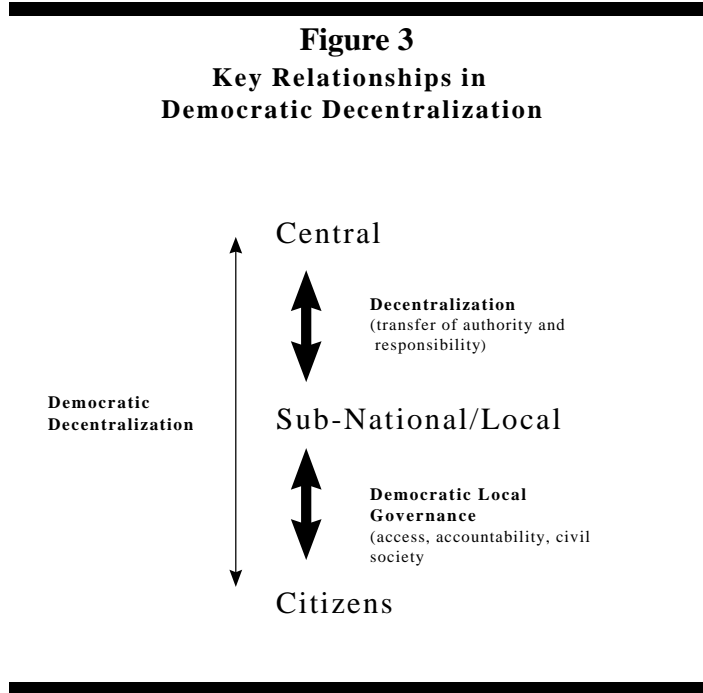 Figure 3
Key Relationships in
Democratic Decentralization
Central
Decentralization
(transfer of authority and
responsibility)
Democratic
Decentralization
Sub-National/Local
Democratic Local
Governance
(access, accountability, civil
society
Citizens